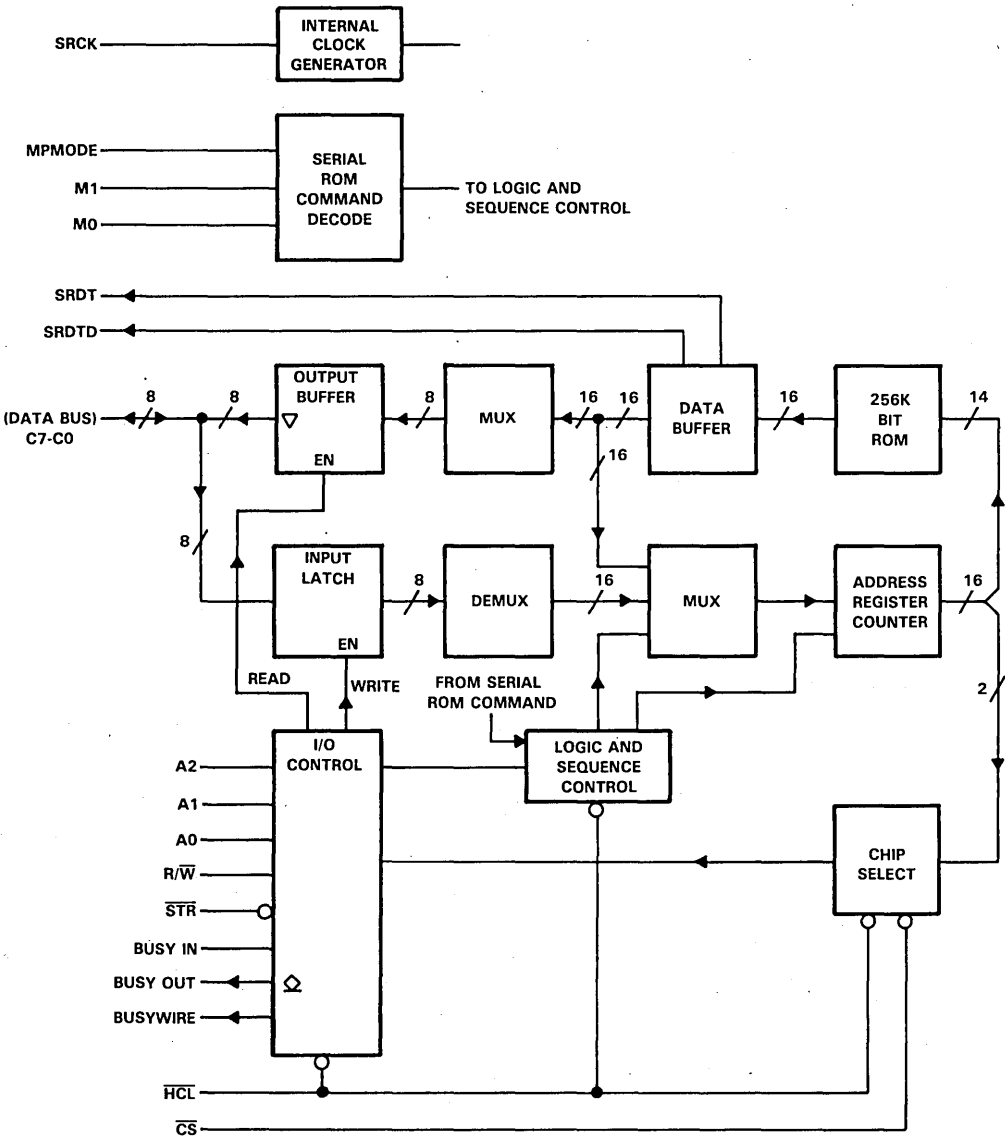 SRCK
INTERNAL
CLOCK
GENERATOR
MPMODE
M1
M0
SERIAL
ROM
COMMAND
DECODE
TO LOGIC AND
SEQUENCE CONTROL
SRDT
SRDTD
(DATA BUS)
C7-C0
8
8
OUTPUT
BUFFER
EN
8
MUX
16
16
16
DATA
BUFFER
16
256K
BIT
ROM
14
8
INPUT
LATCH
EN
8
DEMUX
16
MUX
ADDRESS
REGISTER
COUNTER
16
2
READ
WRITE
FROM SERIAL
ROM COMMAND
I/O
CONTROL
LOGIC AND
SEQUENCE
CONTROL
A2
A1
A0
R/W̅
S̅T̅R̅
BUSY IN
BUSY OUT
BUSYWIRE
CHIP
SELECT
H̅C̅L̅
C̅S̅